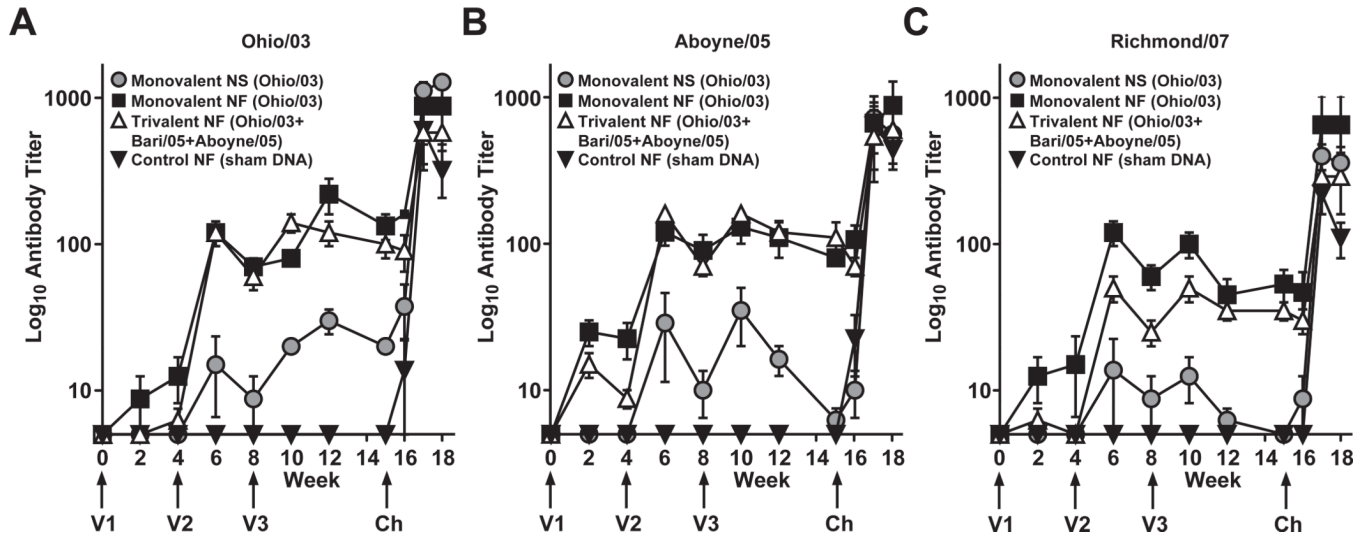 A
Ohio/03
Monovalent NS (Ohio/03)
Monovalent NF (Ohio/03)
Trivalent NF (Ohio/03+
Bari/05+Aboyne/05)
Control NF (sham DNA)
Log10 Antibody Titer
1000
100
10
0 2 4 6 8 10 12 14 16 18
Week
V1 V2 V3 Ch
B
Aboyne/05
Monovalent NS (Ohio/03)
Monovalent NF (Ohio/03)
Trivalent NF (Ohio/03+
Bari/05+Aboyne/05)
Control NF (sham DNA)
Log10 Antibody Titer
1000
100
10
0 2 4 6 8 10 12 14 16 18
Week
V1 V2 V3 Ch
C
Richmond/07
Monovalent NS (Ohio/03)
Monovalent NF (Ohio/03)
Trivalent NF (Ohio/03+
Bari/05+Aboyne/05)
Control NF (sham DNA)
Log10 Antibody Titer
1000
100
10
0 2 4 6 8 10 12 14 16 18
Week
V1 V2 V3 Ch